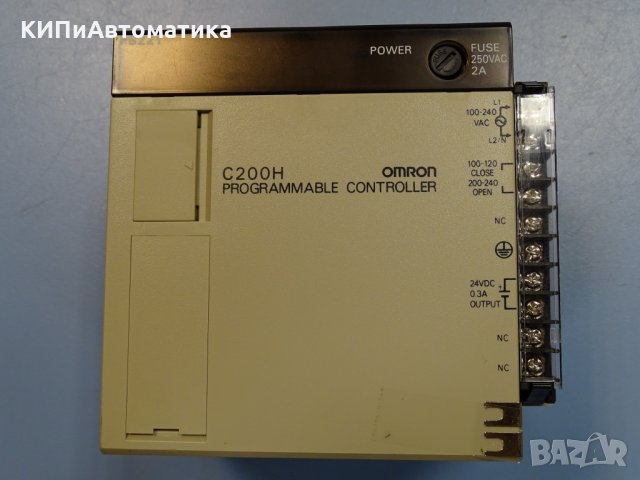 КИПиАвтоматика
POWER
FUSE
250VAC
2A
L1
100-240
VAC
L2/N
C200H
OMRON
PROGRAMMABLE CONTROLLER
100-120
CLOSE
200-240
OPEN
NC
24VDC
0.3A
OUTPUT
+
NC
NC
BAZAR